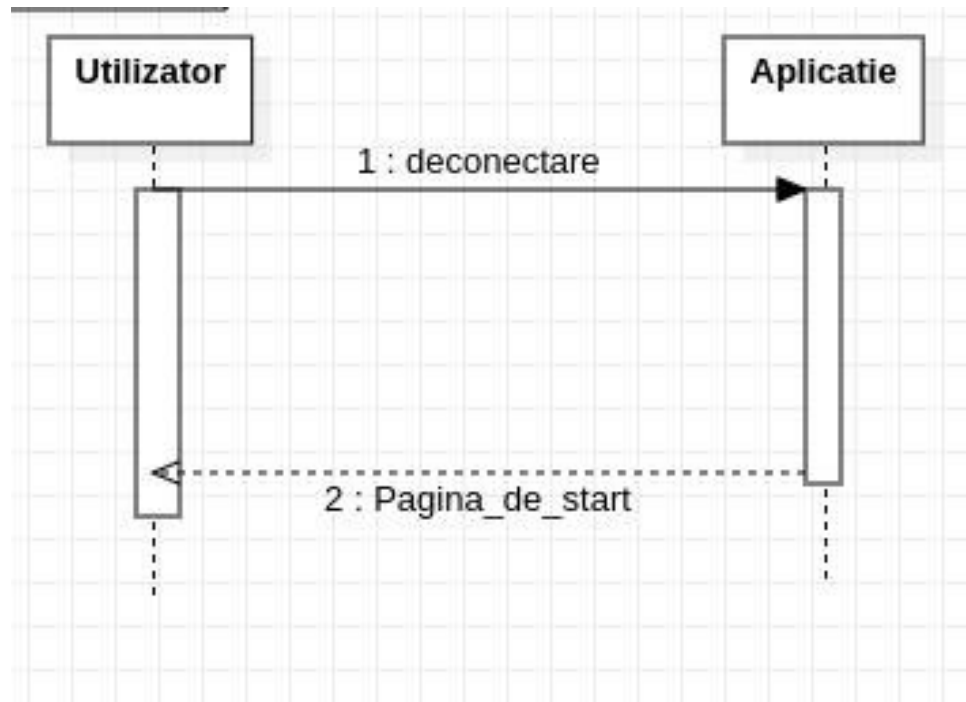 Utilizator
Aplicatie
1 : deconectare
2 : Pagina_de_start